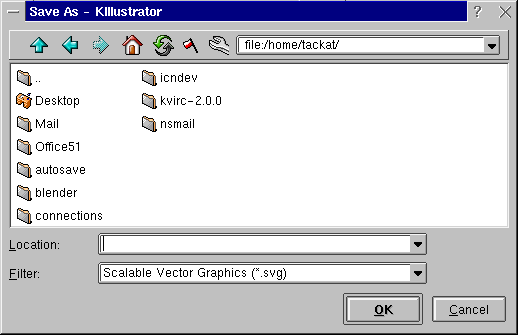 Save As - KIllustrator
file:/home/tackat/
..
Desktop
Mail
Office51
autosave
blender
connections
icndev
kvirc-2.0.0
nsmail
Location:
Filter: Scalable Vector Graphics (*.svg)
OK Cancel